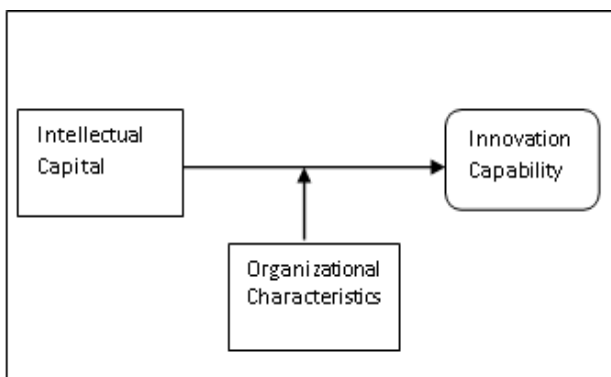 Intellectual
Capital
Innovation
Capability
Organizational
Characteristics